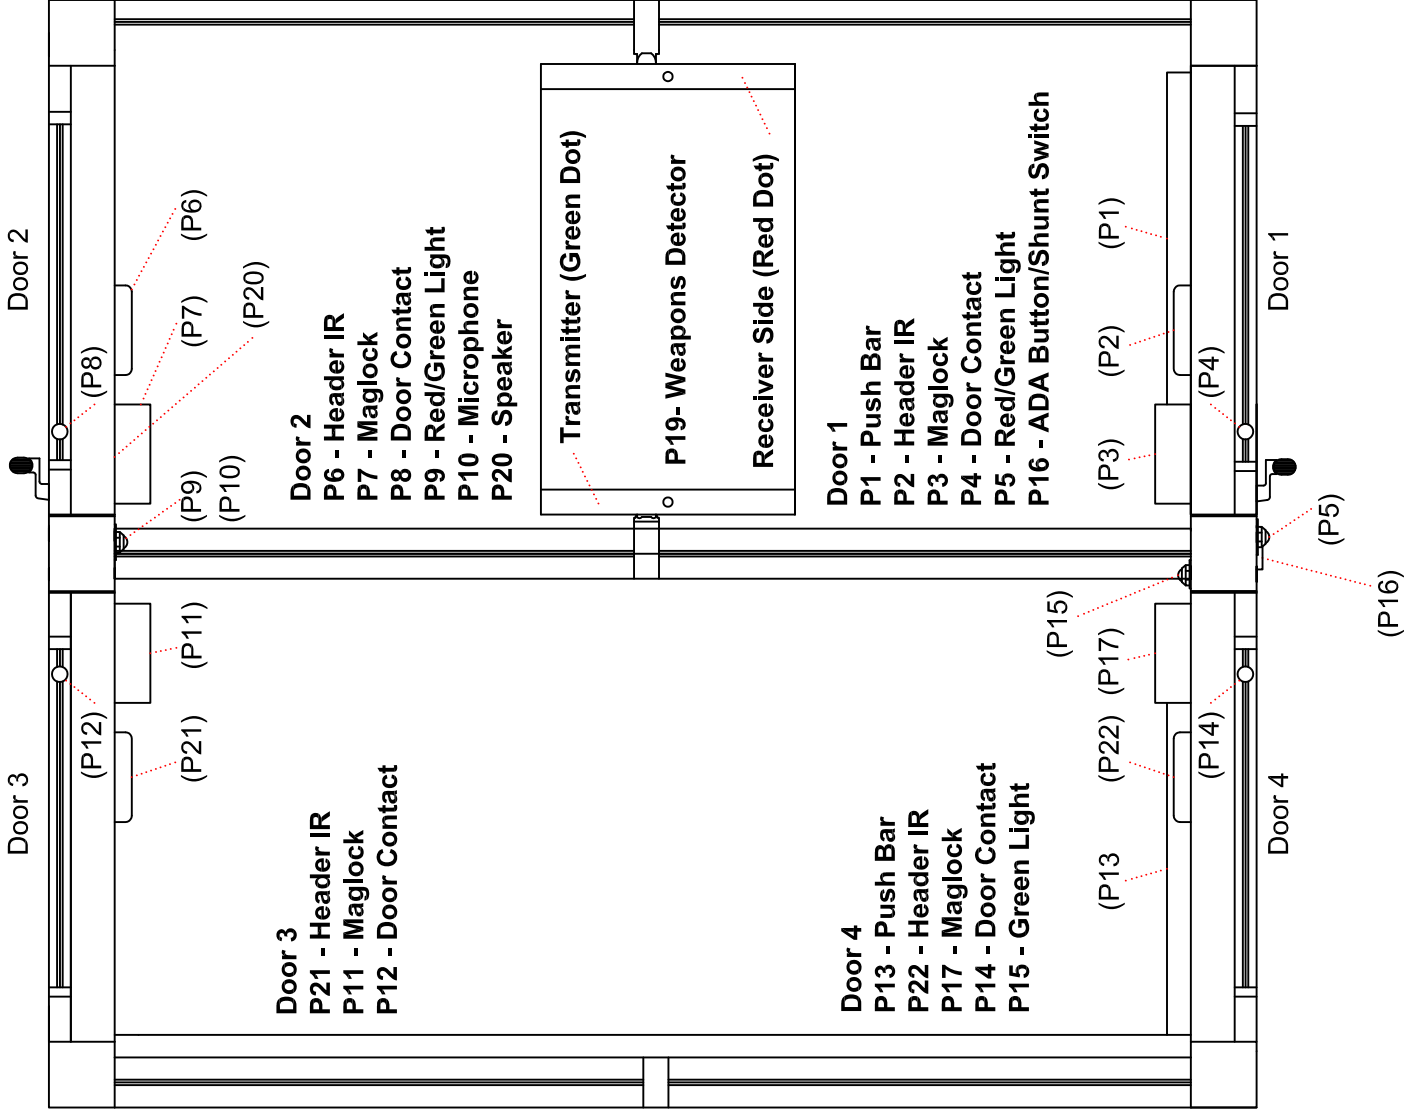 Door 3
Door 2
(P12)
(P8)
(P21)
(P11)
(P9)
(P10)
(P7)
(P6)
(P20)
Door 3
P21 - Header IR
P11 - Maglock
P12 - Door Contact
Door 2
P6 - Header IR
P7 - Maglock
P8 - Door Contact
P9 - Red/Green Light
P10 - Microphone
P20 - Speaker
Transmitter (Green Dot)
P19- Weapons Detector
Receiver Side (Red Dot)
Door 4
P13 - Push Bar
P22 - Header IR
P17 - Maglock
P14 - Door Contact
P15 - Green Light
Door 1
P1 - Push Bar
P2 - Header IR
P3 - Maglock
P4 - Door Contact
P5 - Red/Green Light
P16 - ADA Button/Shunt Switch
(P15)
(P13
(P22)
(P17)
(P3)
(P2)
(P1)
(P14)
(P4)
Door 4
Door 1
(P5)
(P16)